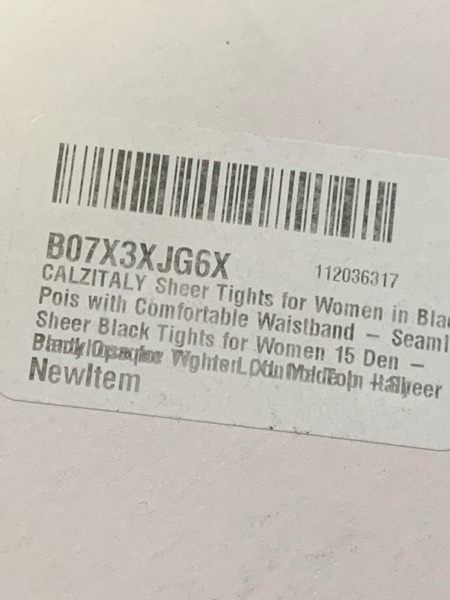 B07X3XJG6X
112036317
CALZITALY Sheer Tights for Women in Bla
Pois with Comfortable Waistband – Seaml
Sheer Black Tights for Women 15 Den –
NewItem